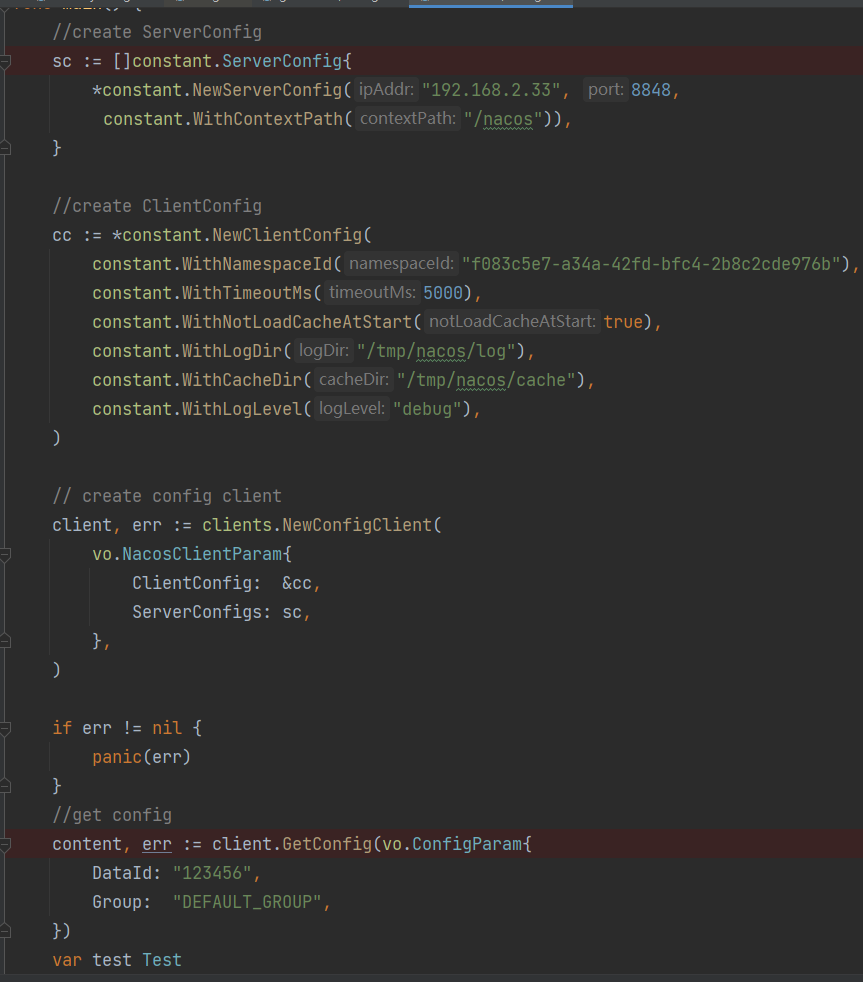 //create ServerConfig
sc := []constant.ServerConfig{
*constant.NewServerConfig( ipAddr: "192.168.2.33", port: 8848,
constant.WithContextPath( contextPath: "/nacos")),
}
//create ClientConfig
cc := *constant.NewClientConfig(
constant.WithNamespaceId( namespaceId: "f083c5e7-a34a-42fd-bfc4-2b8c2cde976b"),
constant.WithTimeoutMs( timeoutMs: 5000),
constant.WithNotLoadCacheAtStart( notLoadCacheAtStart: true),
constant.WithLogDir( logDir: "/tmp/nacos/log"),
constant.WithCacheDir( cacheDir: "/tmp/nacos/cache"),
constant.WithLogLevel( logLevel: "debug"),
)
// create config client
client, err := clients.NewConfigClient(
vo.NacosClientParam{
ClientConfig: &cc,
ServerConfigs: sc,
},
)
if err != nil {
panic(err)
}
//get config
content, err := client.GetConfig(vo.ConfigParam{
DataId: "123456",
Group: "DEFAULT_GROUP",
})
var test Test